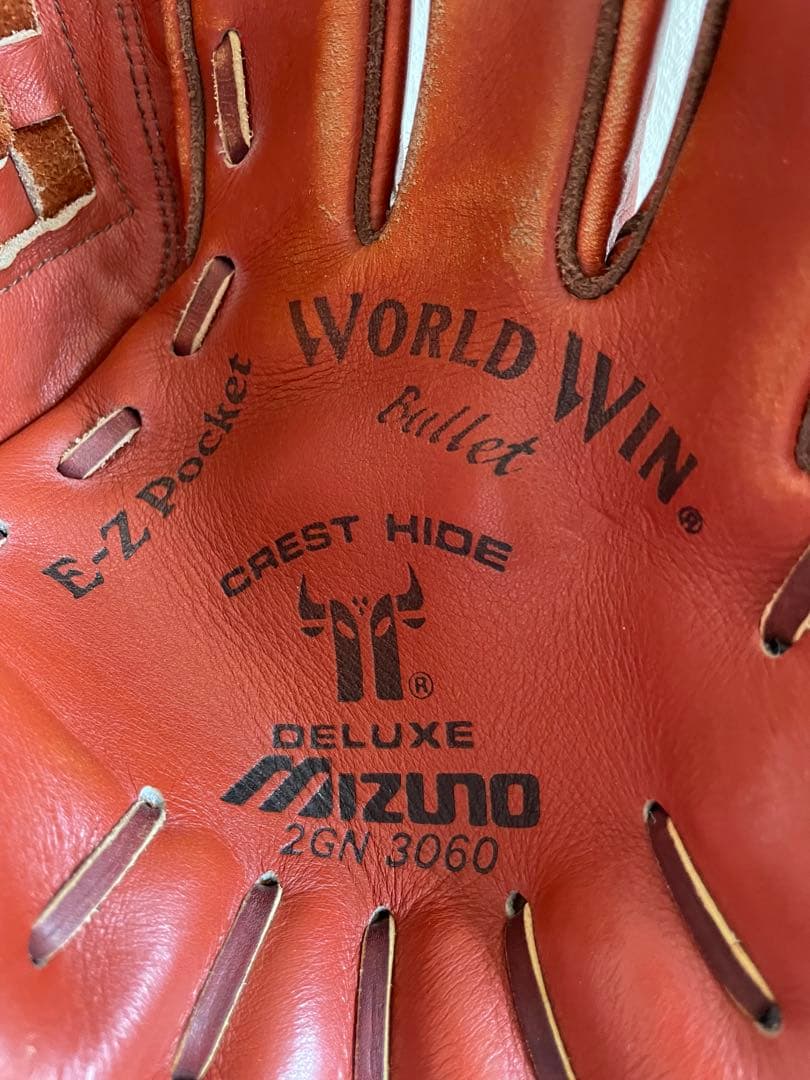 WORLD WIN®
Bullet
E-Z Pocket
CREST HIDE
®
DELUXE
MIZUNO
2GN 3060